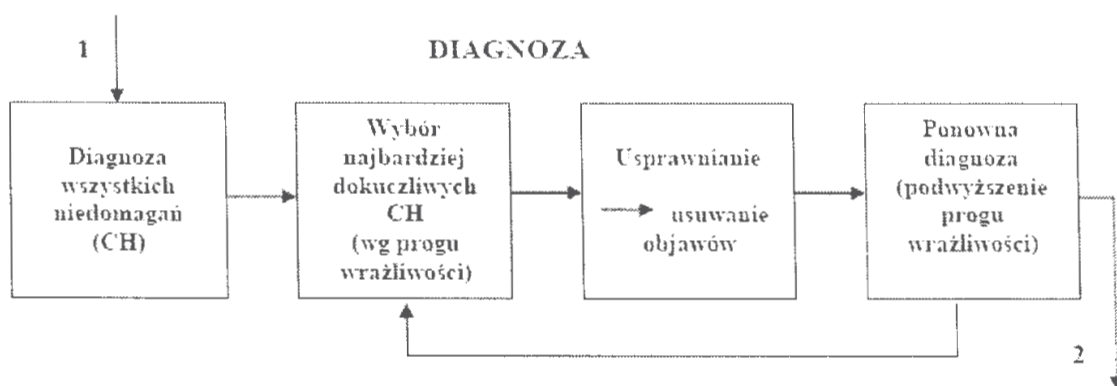 1
DIAGNOZA
Diagnoza
wszystkich
niedomagań
(CH)
Wybór
najbardziej
dokuczliwych
CH
(wg progu
wrażliwości)
Usprawnianie
usuwanie
objawów
Ponowna
diagnoza
(podwyższenie
progu
wrażliwości)
2